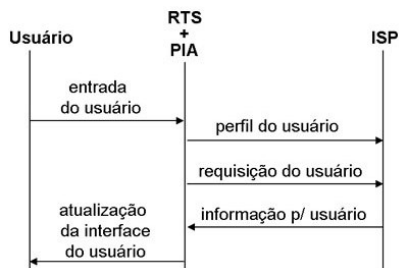 Usuário
RTS
+
PIA
ISP
entrada
do usuário
perfil do usuário
requisição do usuário
atualização
da interface
do usuário
informação p/ usuário